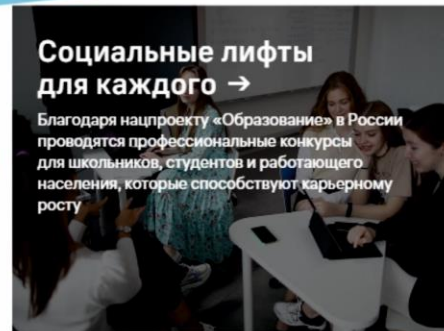 Социальные лифты
для каждого →
Благодаря нацпроекту «Образование» в России
проводятся профессиональные конкурсы
для школьников, студентов и работающего
населения, которые способствуют карьерному
росту